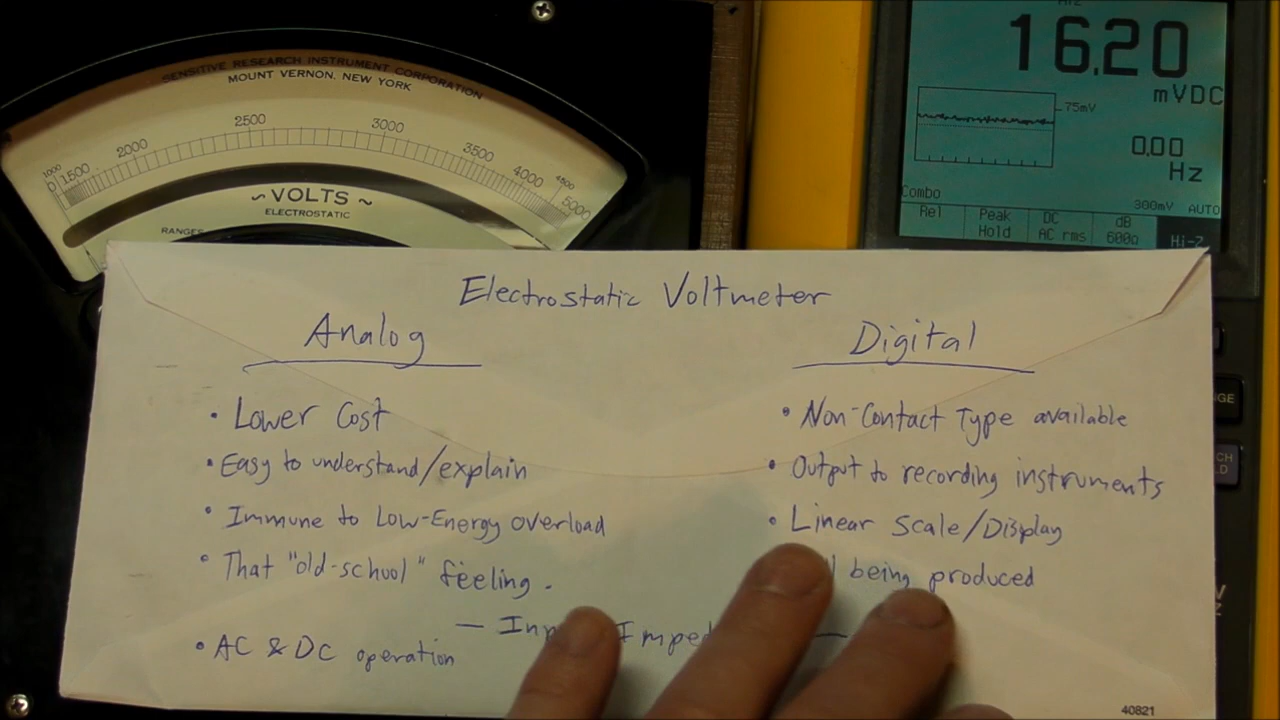 SENSITIVE RESEARCH INSTRUMENT CORPORATION
MOUNT VERNON, NEW YORK
1000 1500 2000 2500 3000 3500 4000 4500 5000
~ VOLTS ~
ELECTROSTATIC
RANGES
16.20
mVDC
75mV
0.00
Hz
Combo
300mV AUTO
Rel Peak Hold DC AC rms dB 600Ω Hi-Z
Electrostatic Voltmeter
Analog
• Lower Cost
• Easy to understand/explain
• Immune to Low-Energy overload
• That "old-school" feeling.
• AC & DC operation
Digital
• Non-Contact Type available
• Output to recording instruments
• Linear Scale/Display
being produced
40821